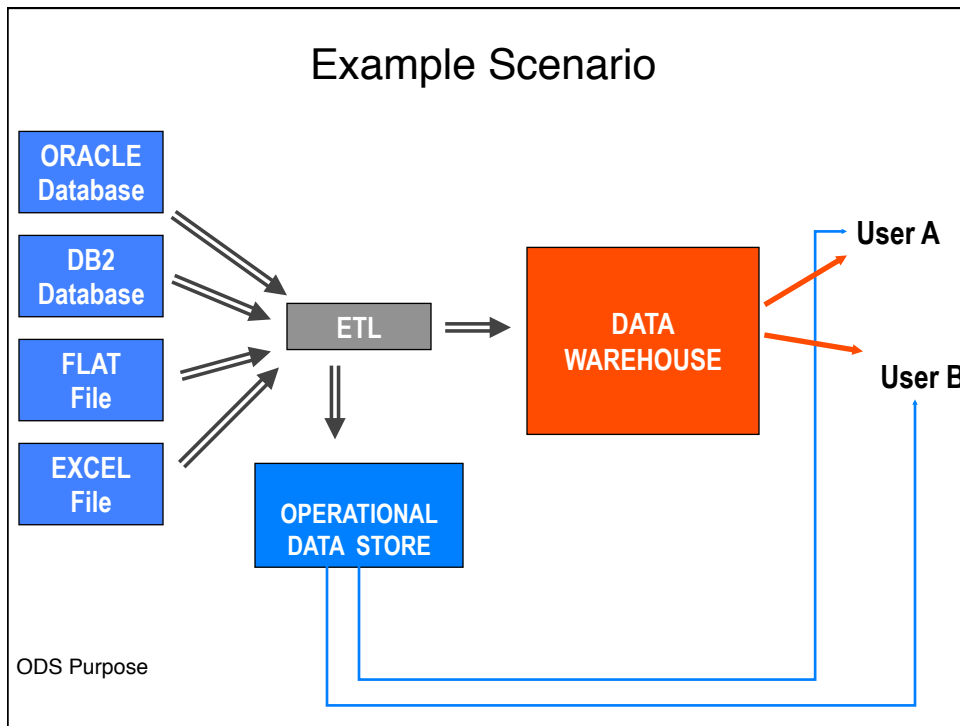 Example Scenario
ORACLE
Database
DB2
Database
FLAT
File
EXCEL
File
ETL
OPERATIONAL
DATA STORE
DATA
WAREHOUSE
User A
User B
ODS Purpose